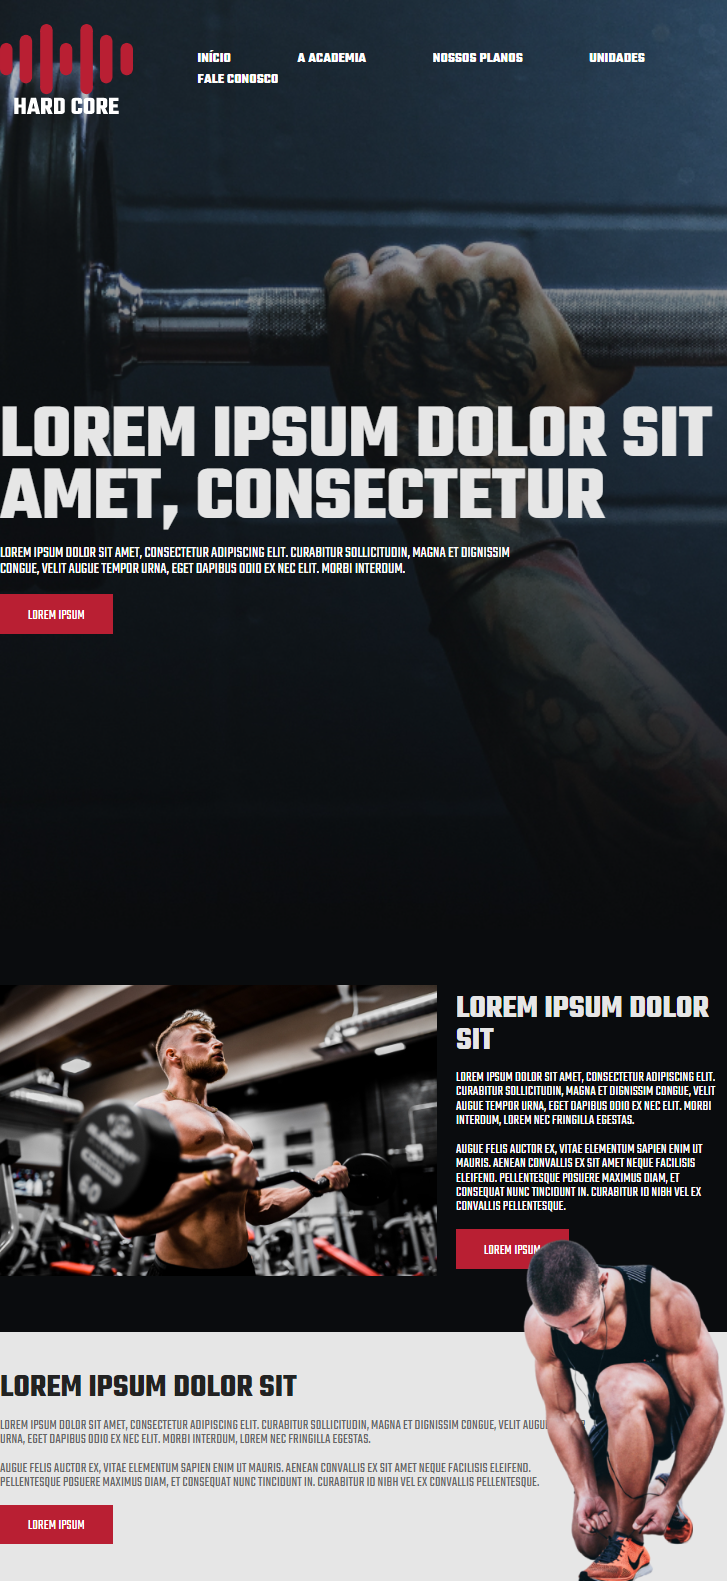 INÍCIO A ACADEMIA NOSSOS PLANOS UNIDADES
FALE CONOSCO
HARD CORE
LOREM IPSUM DOLOR SIT
AMET, CONSECTETUR
LOREM IPSUM DOLOR SIT AMET, CONSECTETUR ADIPISCING ELIT. CURABITUR SOLLICITUDIN, MAGNA ET DIGNISSIM
CONGUE, VELIT AUGUE TEMPOR URNA, EGET DAPIBUS ODIO EX NEC ELIT. MORBI INTERDUM.
LOREM IPSUM
LOREM IPSUM DOLOR
SIT
LOREM IPSUM DOLOR SIT AMET, CONSECTETUR ADIPISCING ELIT.
CURABITUR SOLLICITUDIN, MAGNA ET DIGNISSIM CONGUE, VELIT
AUGUE TEMPOR URNA, EGET DAPIBUS ODIO EX NEC ELIT. MORBI
INTERDUM, LOREM NEC FRINGILLA EGESTAS.
AUGUE FELIS AUCTOR EX, VITAE ELEMENTUM SAPIEN ENIM UT
MAURIS. AENEAN CONVALLIS EX SIT AMET NEQUE FACILISIS
ELEIFEND. PELLENTESQUE POSUERE MAXIMUS DIAM, ET
CONSEQUAT NUNC TINCIDUNT IN. CURABITUR ID NIBH VEL EX
CONVALLIS PELLENTESQUE.
LOREM IPSUM
60
LOREM IPSUM DOLOR SIT
LOREM IPSUM DOLOR SIT AMET, CONSECTETUR ADIPISCING ELIT. CURABITUR SOLLICITUDIN, MAGNA ET DIGNISSIM CONGUE, VELIT
URNA, EGET DAPIBUS ODIO EX NEC ELIT. MORBI INTERDUM, LOREM NEC FRINGILLA EGESTAS.
AUGUE FELIS AUCTOR EX, VITAE ELEMENTUM SAPIEN ENIM UT MAURIS. AENEAN CONVALLIS EX SIT AMET NEQUE FACILISIS ELEIFEND.
PELLENTESQUE POSUERE MAXIMUS DIAM, ET CONSEQUAT NUNC TINCIDUNT IN. CURABITUR ID NIBH VEL EX CONVALLIS PELLENTESQUE.
LOREM IPSUM